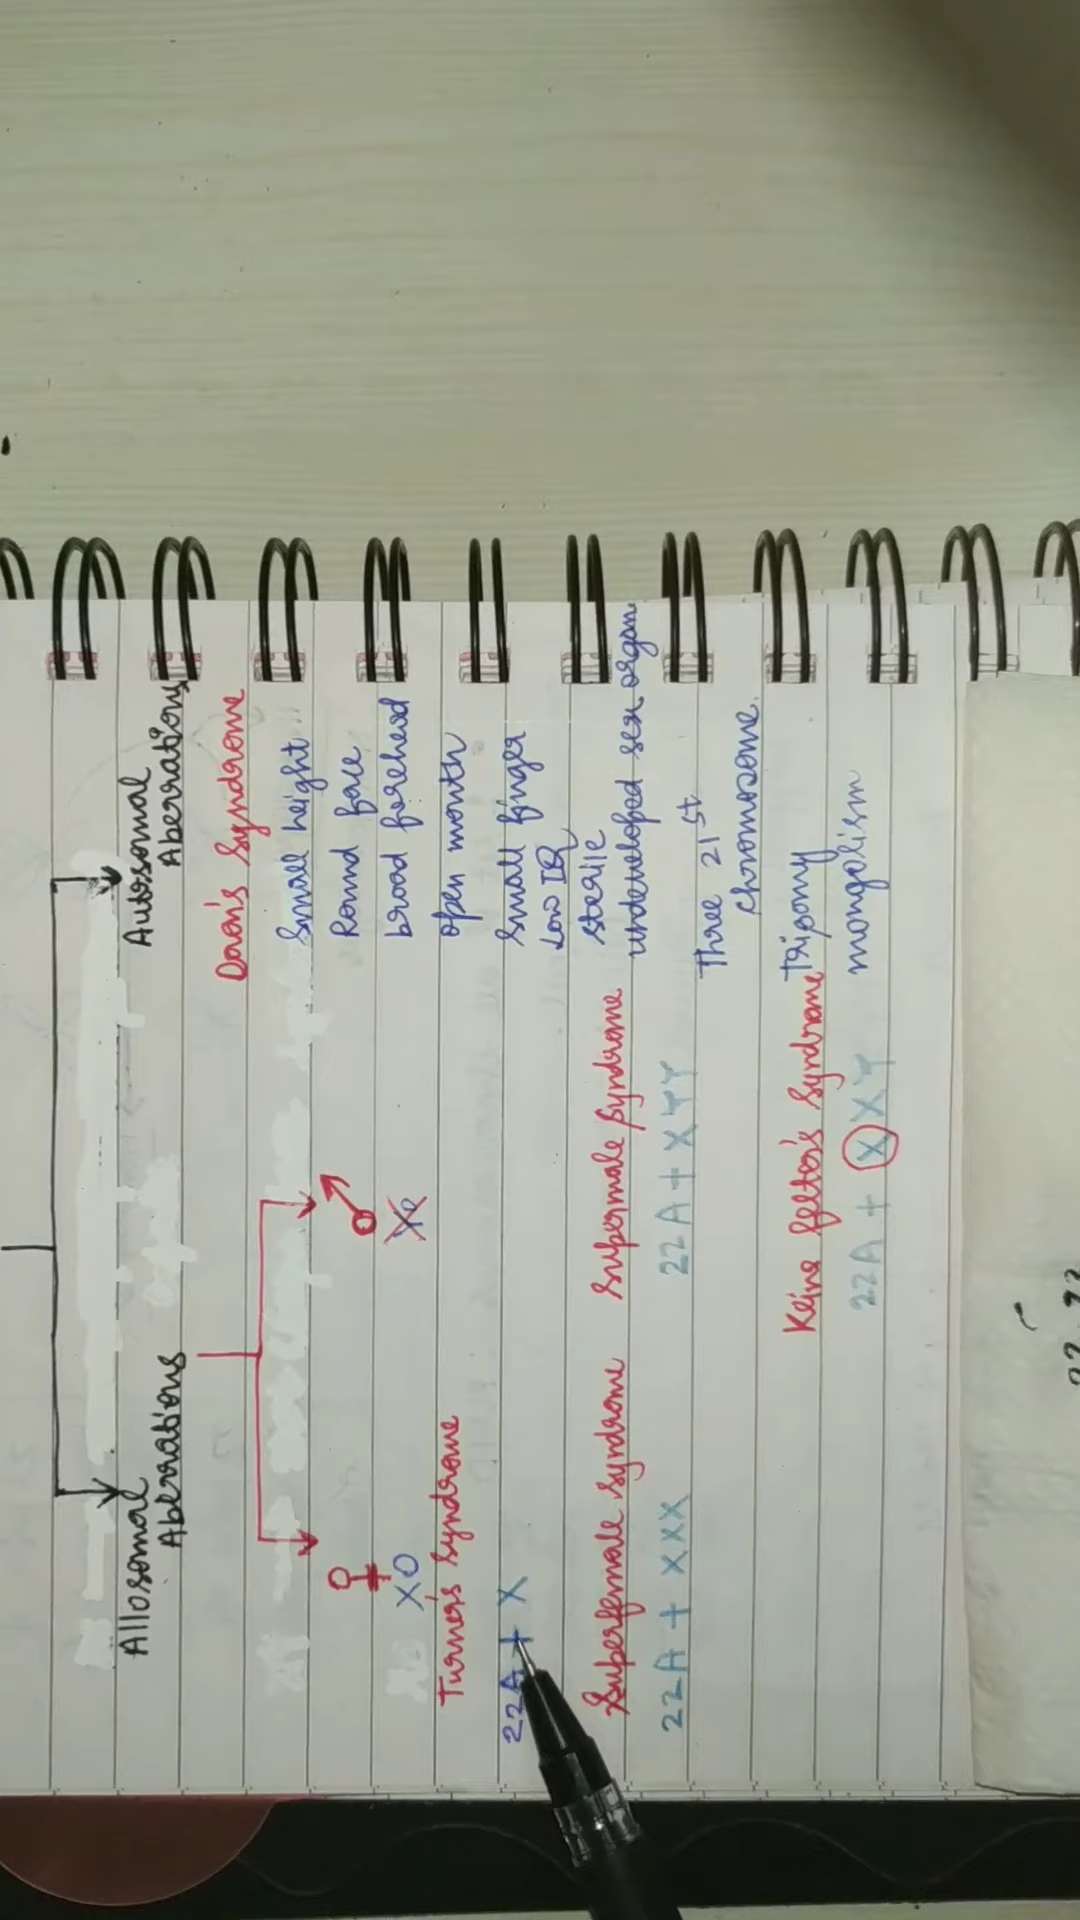 Allosomal
Aberrations
Autosomal
Aberrations
Down's Syndrome
Small height
Round face
broad forehead
XO
Turner's Syndrome
open mouth
22A + X
Small finger
Low IQ
sterile
undeveloped sex organ
Superfemale Syndrome
22A + XXX
Supermale Syndrome
22A + XYY
Three 21st
Choromosome.
Kline felter's Syndrome
22A + XXY
Trisomy
mongolism